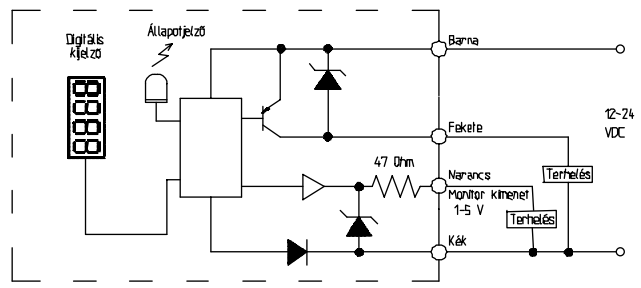 Digitális
kijelző
Állapotjelző
Barna
12-24
VDC
Fekete
47 Ohm
Narancs
Monitor kimenet
1-5 V
Terhelés
Terhelés
Kék